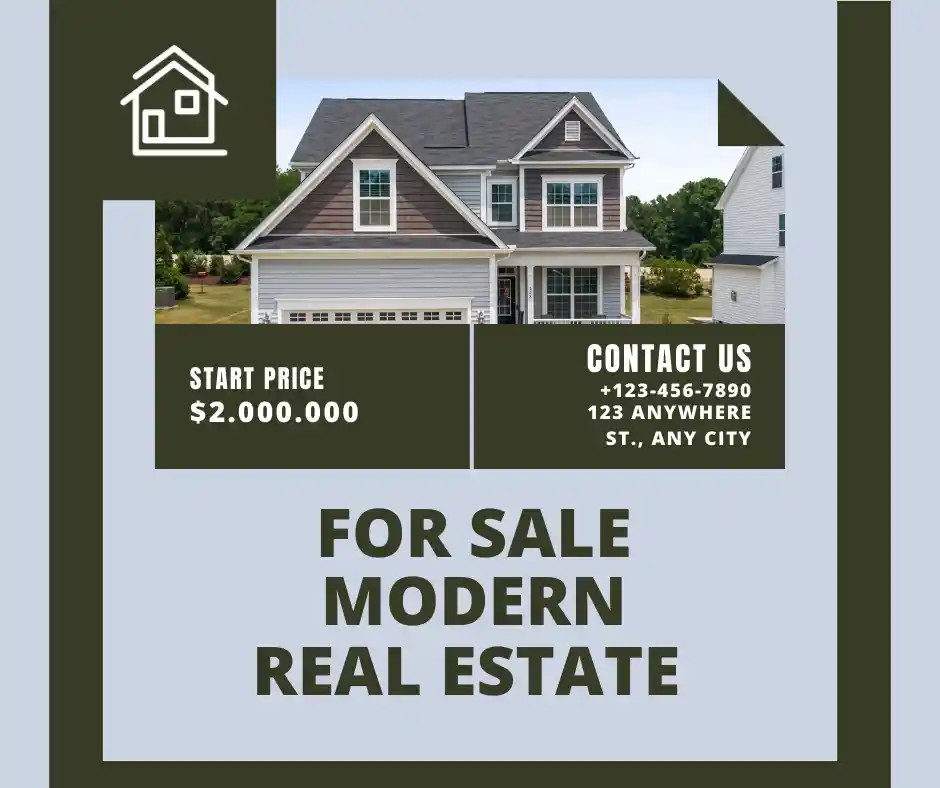 START PRICE
$2.000.000
CONTACT US
+123-456-7890
123 ANYWHERE
ST., ANY CITY
FOR SALE
MODERN
REAL ESTATE